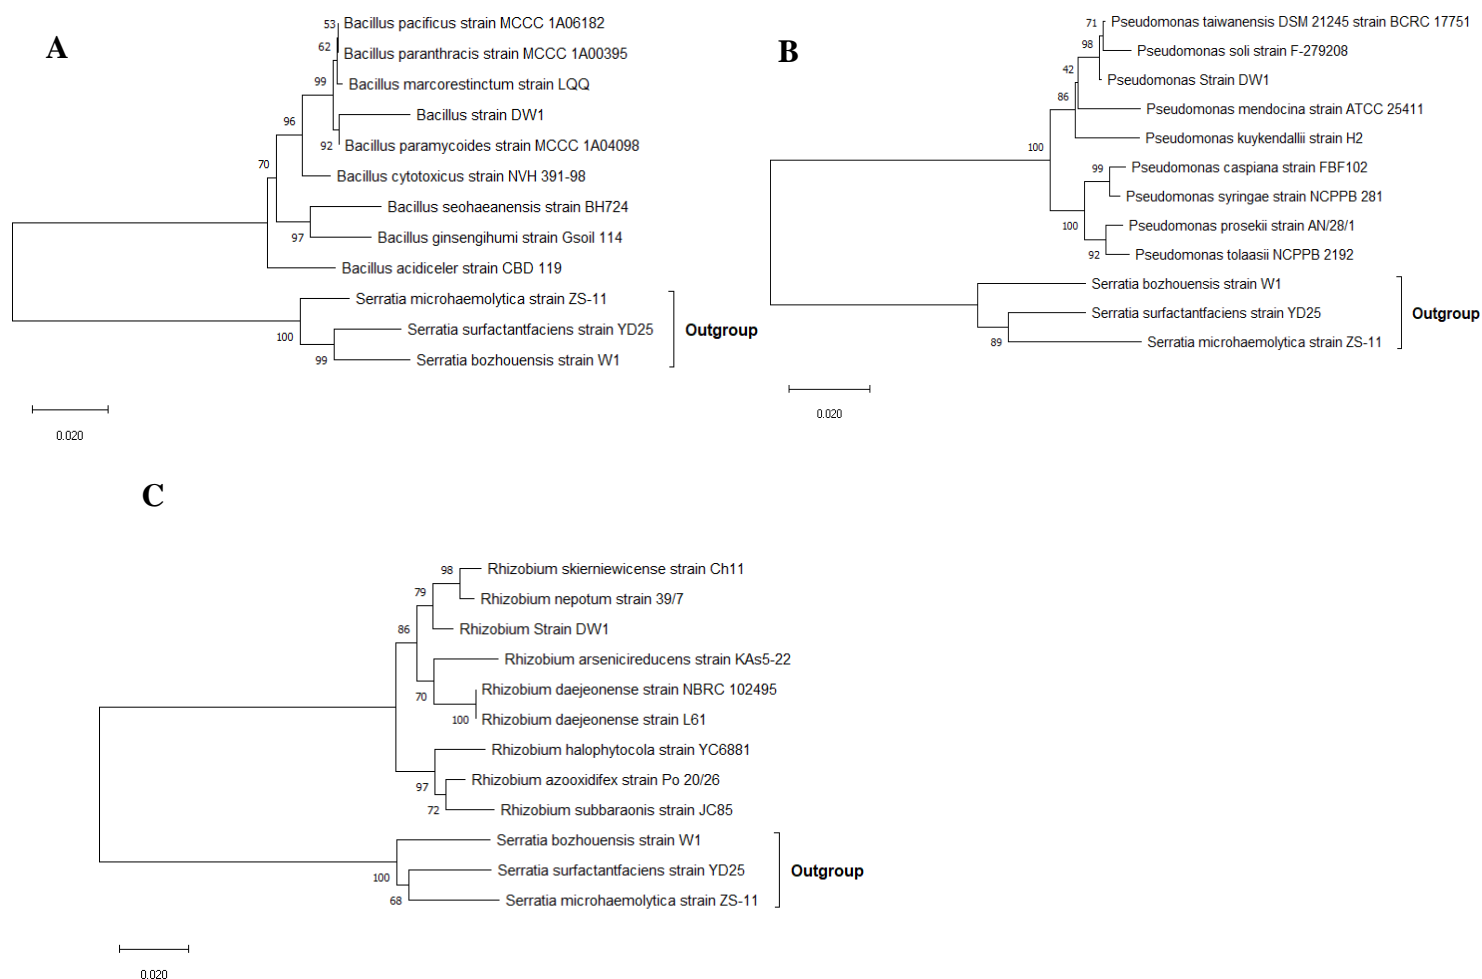 A
53
Bacillus pacificus strain MCCC 1A06182
62
Bacillus paranthracis strain MCCC 1A00395
99
Bacillus marcorestinctum strain LQQ
96
Bacillus strain DW1
92
Bacillus paramycoides strain MCCC 1A04098
70
Bacillus cytotoxicus strain NVH 391-98
Bacillus seohaeanensis strain BH724
97
Bacillus ginsengihumi strain Gsoil 114
Bacillus acidiceler strain CBD 119
Serratia microhaemolytica strain ZS-11
100
Serratia surfactantfaciens strain YD25
99
Serratia bozhouensis strain W1
Outgroup
0.020
B
71
Pseudomonas taiwanensis DSM 21245 strain BCRC 17751
98
Pseudomonas soli strain F-279208
42
Pseudomonas Strain DW1
86
Pseudomonas mendocina strain ATCC 25411
Pseudomonas kuykendallii strain H2
100
99
Pseudomonas caspiana strain FBF102
Pseudomonas syringae strain NCPPB 281
100
Pseudomonas prosekii strain AN/28/1
92
Pseudomonas tolaasii NCPPB 2192
Serratia bozhouensis strain W1
Serratia surfactantfaciens strain YD25
89
Serratia microhaemolytica strain ZS-11
Outgroup
0.020
C
98
Rhizobium skierniewicense strain Ch11
79
Rhizobium nepotum strain 39/7
86
Rhizobium Strain DW1
Rhizobium arsenicireducens strain KAs5-22
70
Rhizobium daejeonense strain NBRC 102495
100
Rhizobium daejeonense strain L61
Rhizobium halophytocola strain YC6881
97
Rhizobium azooxidifex strain Po 20/26
72
Rhizobium subbaraonis strain JC85
Serratia bozhouensis strain W1
100
Serratia surfactantfaciens strain YD25
68
Serratia microhaemolytica strain ZS-11
Outgroup
0.020